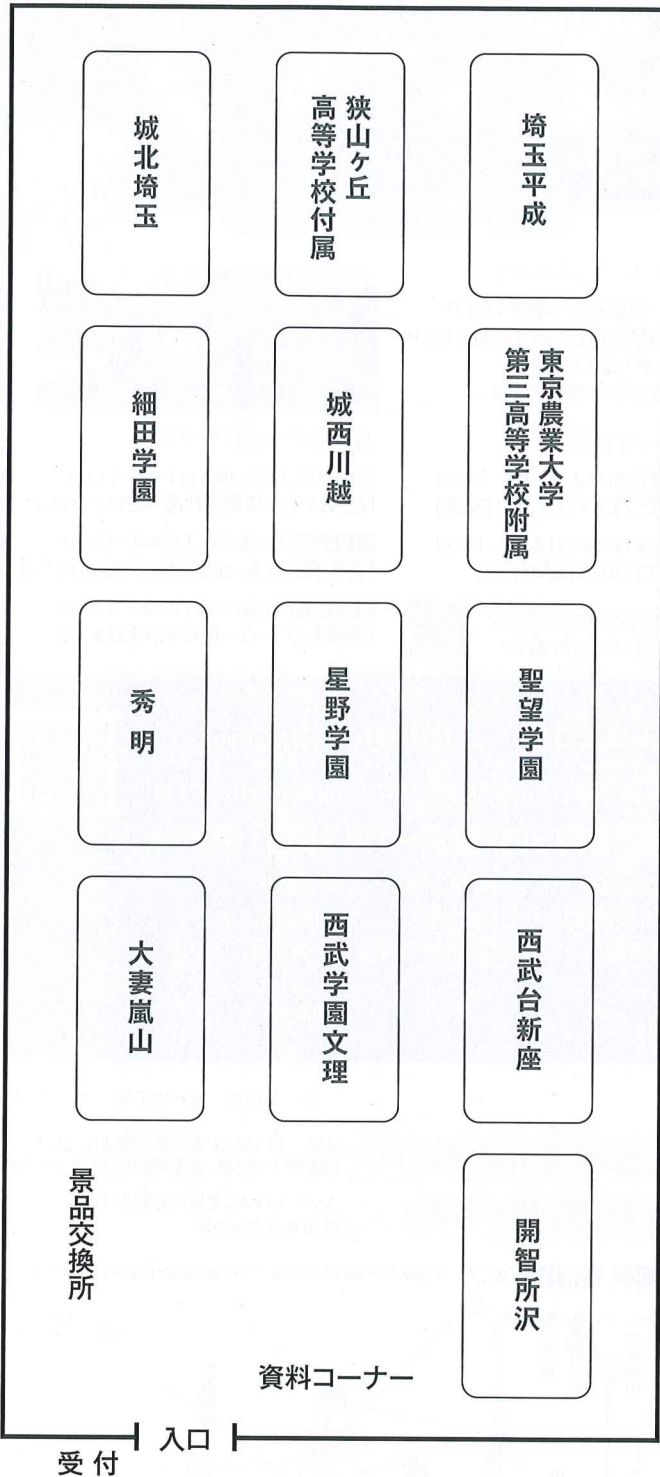 城北埼玉
狭山ヶ丘
高等学校付属
埼玉平成
細田学園
城西川越
東京農業大学
第三高等学校附属
秀明
星野学園
聖望学園
大妻嵐山
西武学園文理
西武台新座
景品交換所
開智所沢
資料コーナー
入口
受付